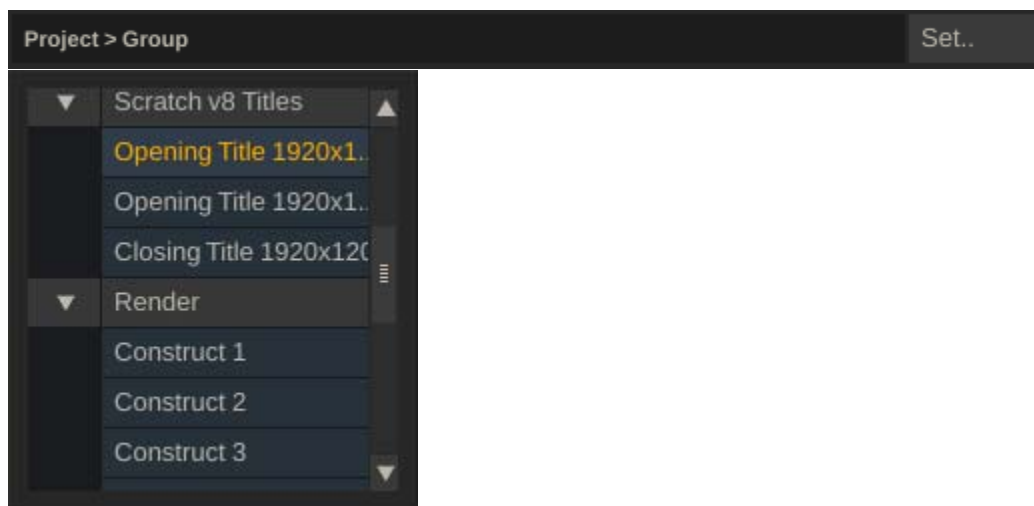 Project > Group
Set..
Scratch v8 Titles
Opening Title 1920x1..
Opening Title 1920x1..
Closing Title 1920x120
Render
Construct 1
Construct 2
Construct 3